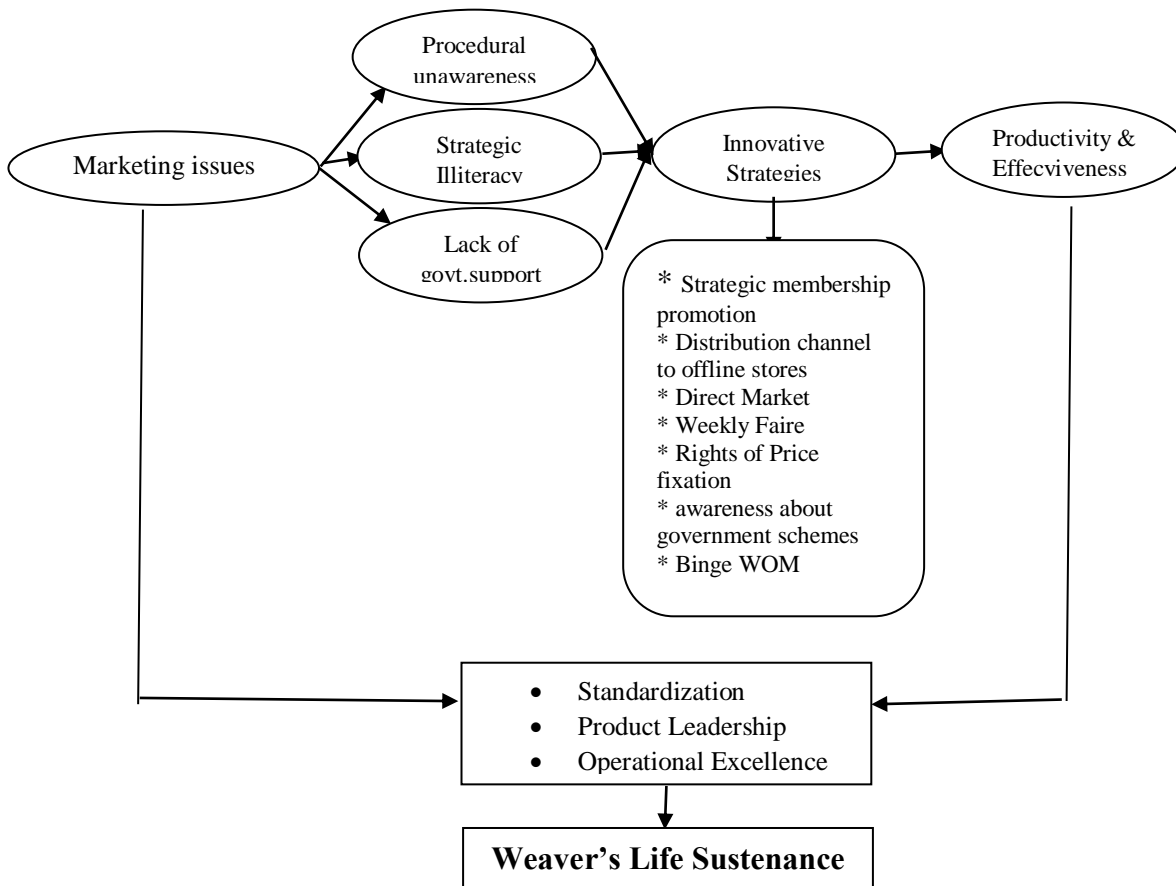 Procedural
unawareness
Marketing issues
Strategic
Illiteracy
Lack of
govt.support
Innovative
Strategies
Productivity &
Effecviveness
* Strategic membership
promotion
* Distribution channel
to offline stores
* Direct Market
* Weekly Faire
* Rights of Price
fixation
* awareness about
government schemes
* Binge WOM
• Standardization
• Product Leadership
• Operational Excellence
Weaver’s Life Sustenance